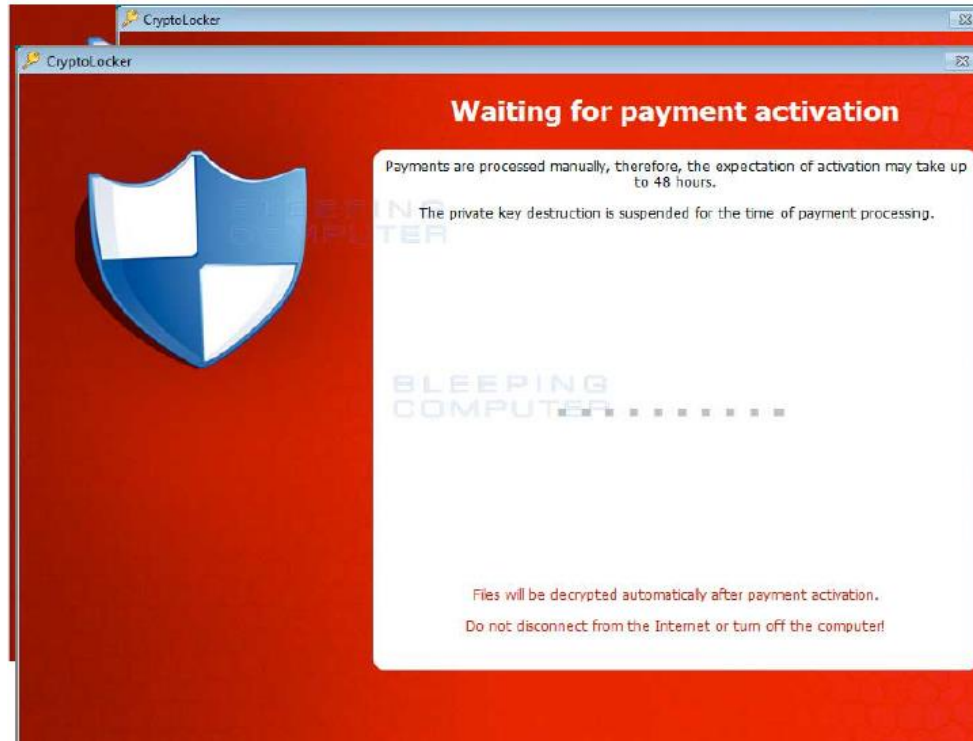 CryptoLocker
CryptoLocker
Waiting for payment activation
Payments are processed manually, therefore, the expectation of activation may take up
to 48 hours.
The private key destruction is suspended for the time of payment processing.
BLEEPING
COMPUTER
BLEEPING
COMPUTER
Files will be decrypted automatically after payment activation.
Do not disconnect from the Internet or turn off the computer!